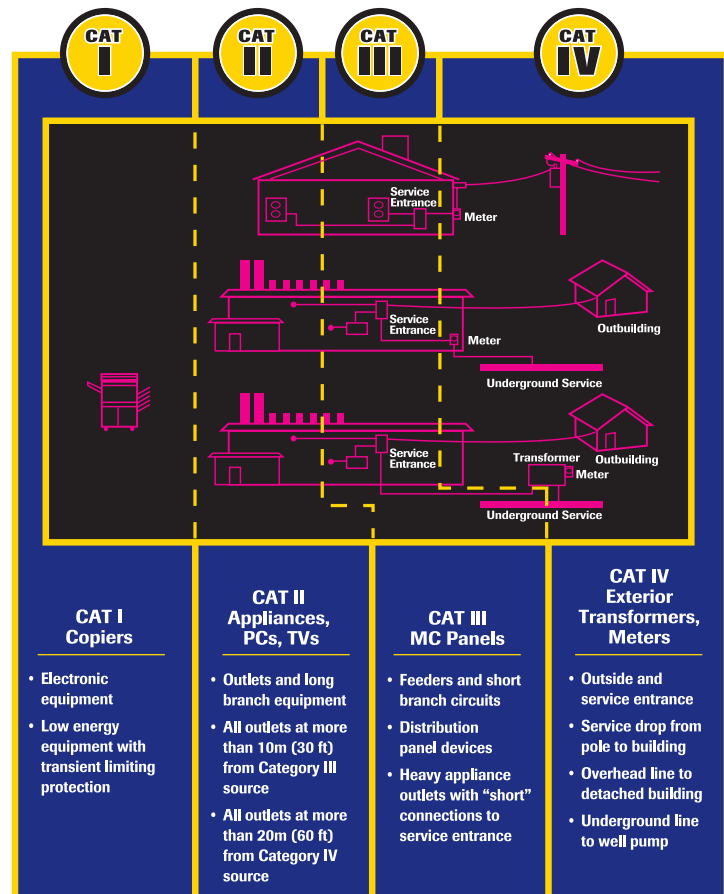 CAT
I
CAT
II
CAT
III
CAT
IV
Service
Entrance
Meter
Service
Entrance
Meter
Outbuilding
Underground Service
Service
Entrance
Transformer
Meter
Outbuilding
Underground Service
CAT I
Copiers
• Electronic
equipment
• Low energy
equipment with
transient limiting
protection
CAT II
Appliances,
PCs, TVs
• Outlets and long
branch equipment
• All outlets at more
than 10m (30 ft)
from Category III
source
• All outlets at more
than 20m (60 ft)
from Category IV
source
CAT III
MC Panels
• Feeders and short
branch circuits
• Distribution
panel devices
• Heavy appliance
outlets with “short”
connections to
service entrance
CAT IV
Exterior
Transformers,
Meters
• Outside and
service entrance
• Service drop from
pole to building
• Overhead line to
detached building
• Underground line
to well pump